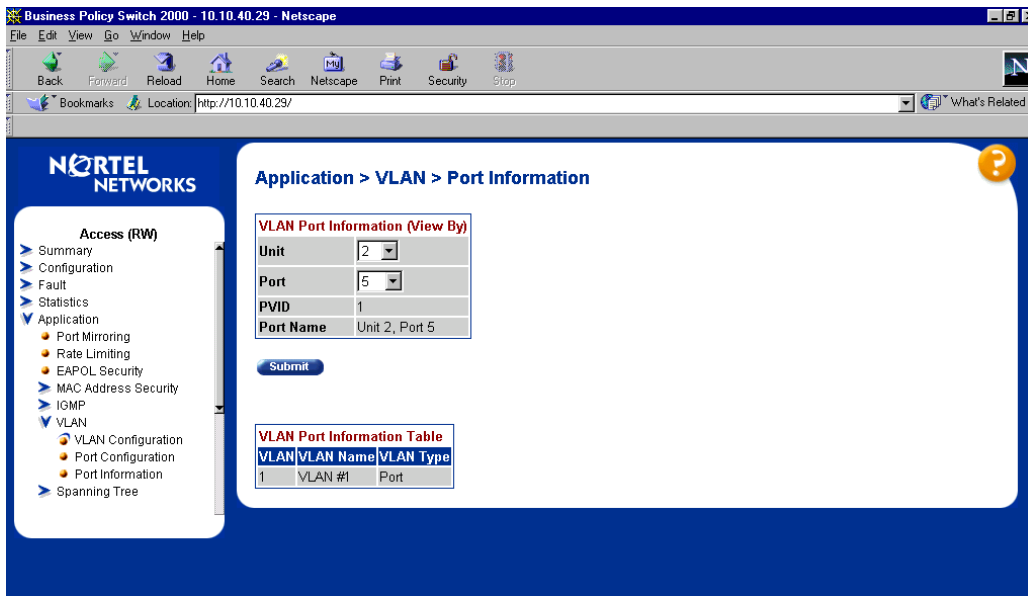 Business Policy Switch 2000 - 10.10.40.29 - Netscape
File Edit View Go Window Help
Back Forward Reload Home Search Netscape Print Security Stop
My
N
Bookmarks Location: http://10.10.40.29/ What's Related
NORTEL
NETWORKS
?
Application > VLAN > Port Information
Access (RW)
Summary
Configuration
Fault
Statistics
Application
Port Mirroring
Rate Limiting
EAPOL Security
MAC Address Security
IGMP
VLAN
VLAN Configuration
Port Configuration
Port Information
Spanning Tree
VLAN Port Information (View By)
Unit 2
Port 5
PVID 1
Port Name Unit 2, Port 5
Submit
VLAN Port Information Table
VLAN VLAN Name VLAN Type
1 VLAN #1 Port